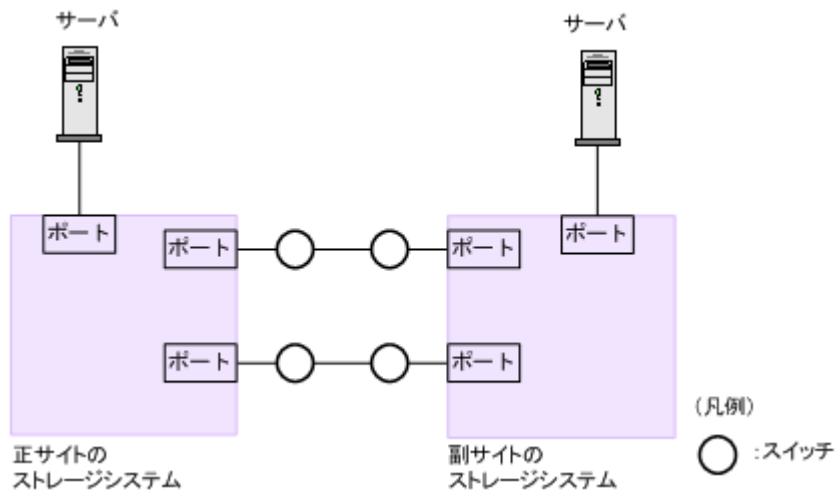 サーバ
サーバ
ポート
ポート
ポート
ポート
ポート
ポート
正サイトの
ストレージシステム
副サイトの
ストレージシステム
(凡例)
:スイッチ